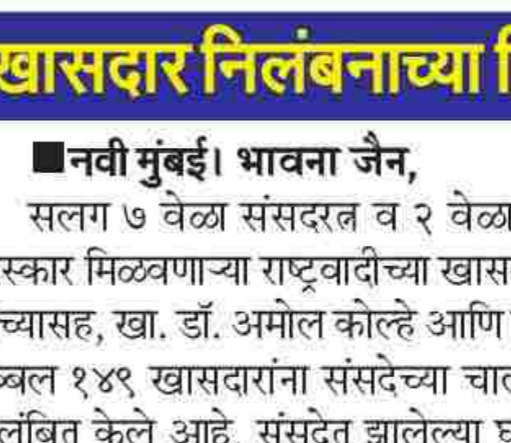 खासदार निलंबनाच्या
■नवी मुंबई। भावना जैन,
सलग ७ वेळा संसदरत्न व २ वेळा
स्कार मिळवणाऱ्या राष्ट्रवादीच्या खास
च्यासह, खा. डॉ. अमोल कोल्हे आणि
ब्बल १४९ खासदारांना संसदेच्या चाल
लंबित केले आहे. संसदेत झालेल्या